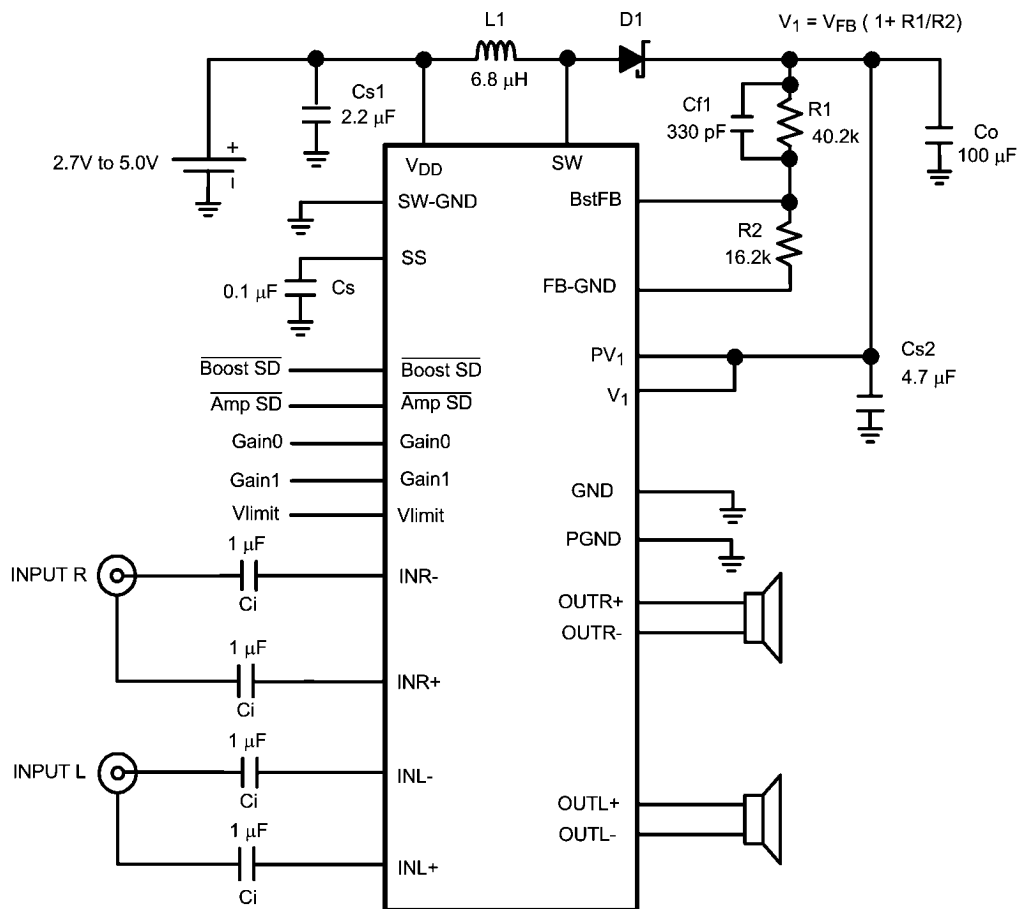 L1
D1
V1 = VFB ( 1+ R1/R2)
6.8 μH
Cs1
2.2 μF
Cf1
330 pF
R1
40.2k
Co
100 μF
2.7V to 5.0V
+
−
VDD
SW
SW-GND
BstFB
R2
16.2k
SS
0.1 μF
Cs
FB-GND
PV1
Cs2
4.7 μF
V1
Boost SD
Boost SD
Amp SD
Amp SD
Gain0
Gain0
Gain1
Gain1
Vlimit
Vlimit
GND
PGND
1 μF
INPUT R
Ci
INR-
OUTR+
OUTR-
1 μF
Ci
INR+
1 μF
INPUT L
Ci
INL-
OUTL+
OUTL-
1 μF
Ci
INL+